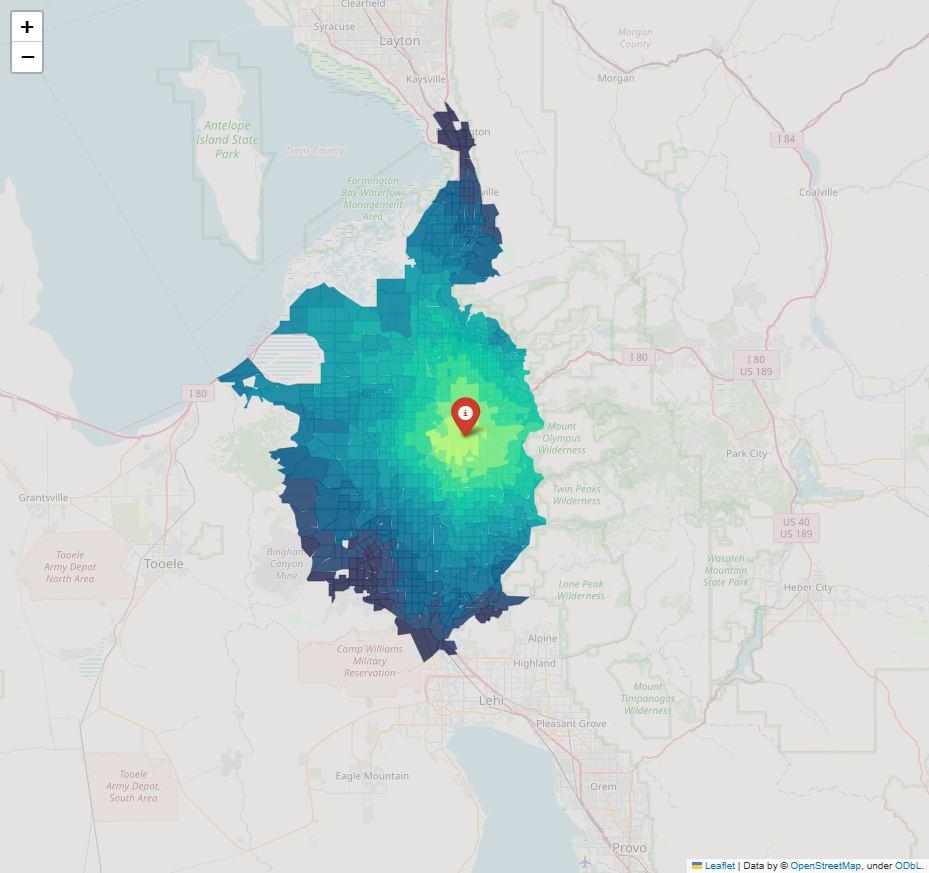 +
−
Clearfield
Syracuse
Layton
Kaysville
Morgan
County
Morgan
Antelope
Island State
Park
Davis County
I 84
Farmington
Bay Waterfowl
Management
Area
ville
Coalville
I 80
I 80
US 189
I 80
i
Mount
Olympus
Wilderness
Park City
Grantsville
Twin Peaks
Wilderness
US 40
US 189
Tooele
Army Depot
North Area
Tooele
Bingham
Canyon
Mine
Wasatch
Mountain
State Park
Lone Peak
Wilderness
Heber City
Camp Williams
Military
Reservation
Alpine
Highland
Lehi
Mount
Timpanogos
Wilderness
Pleasant Grove
Tooele
Army Depot,
South Area
Eagle Mountain
Orem
Provo
Leaflet | Data by © OpenStreetMap, under ODbL.